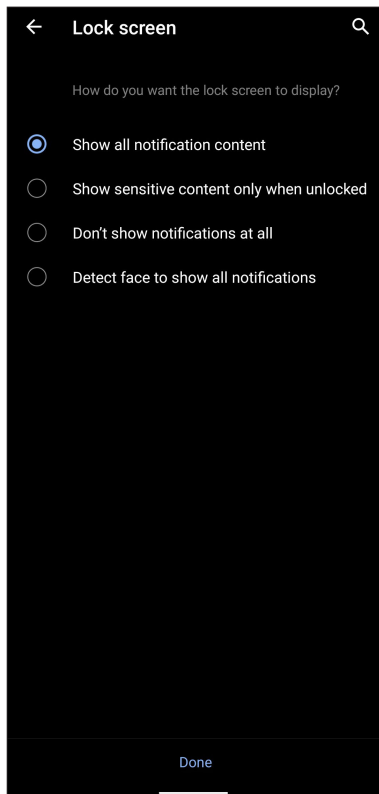 Lock screen
How do you want the lock screen to display?
Show all notification content
Show sensitive content only when unlocked
Don't show notifications at all
Detect face to show all notifications
Done